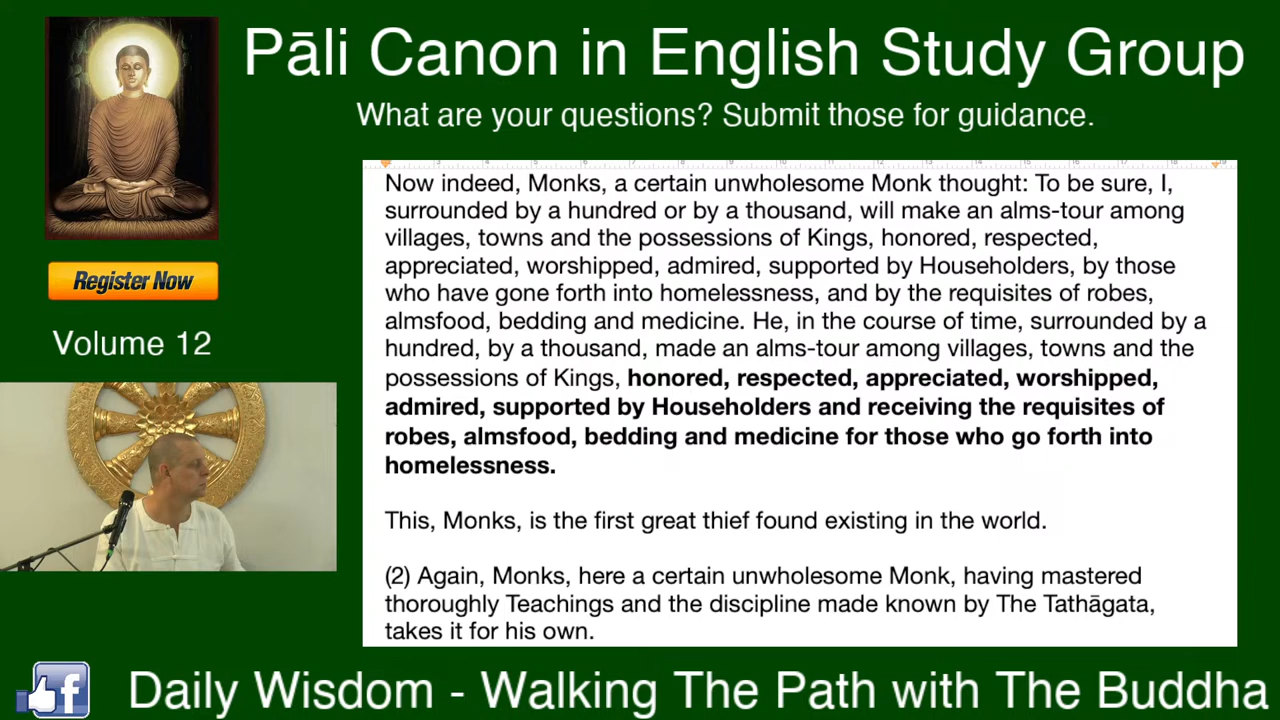 Pāli Canon in English Study Group
What are your questions? Submit those for guidance.
Register Now
Volume 12
Now indeed, Monks, a certain unwholesome Monk thought: To be sure, I,
surrounded by a hundred or by a thousand, will make an alms-tour among
villages, towns and the possessions of Kings, honored, respected,
appreciated, worshipped, admired, supported by Householders, by those
who have gone forth into homelessness, and by the requisites of robes,
almsfood, bedding and medicine. He, in the course of time, surrounded by a
hundred, by a thousand, made an alms-tour among villages, towns and the
possessions of Kings, honored, respected, appreciated, worshipped,
admired, supported by Householders and receiving the requisites of
robes, almsfood, bedding and medicine for those who go forth into
homelessness.
This, Monks, is the first great thief found existing in the world.
(2) Again, Monks, here a certain unwholesome Monk, having mastered
thoroughly Teachings and the discipline made known by The Tathāgata,
takes it for his own.
f
Daily Wisdom - Walking The Path with The Buddha